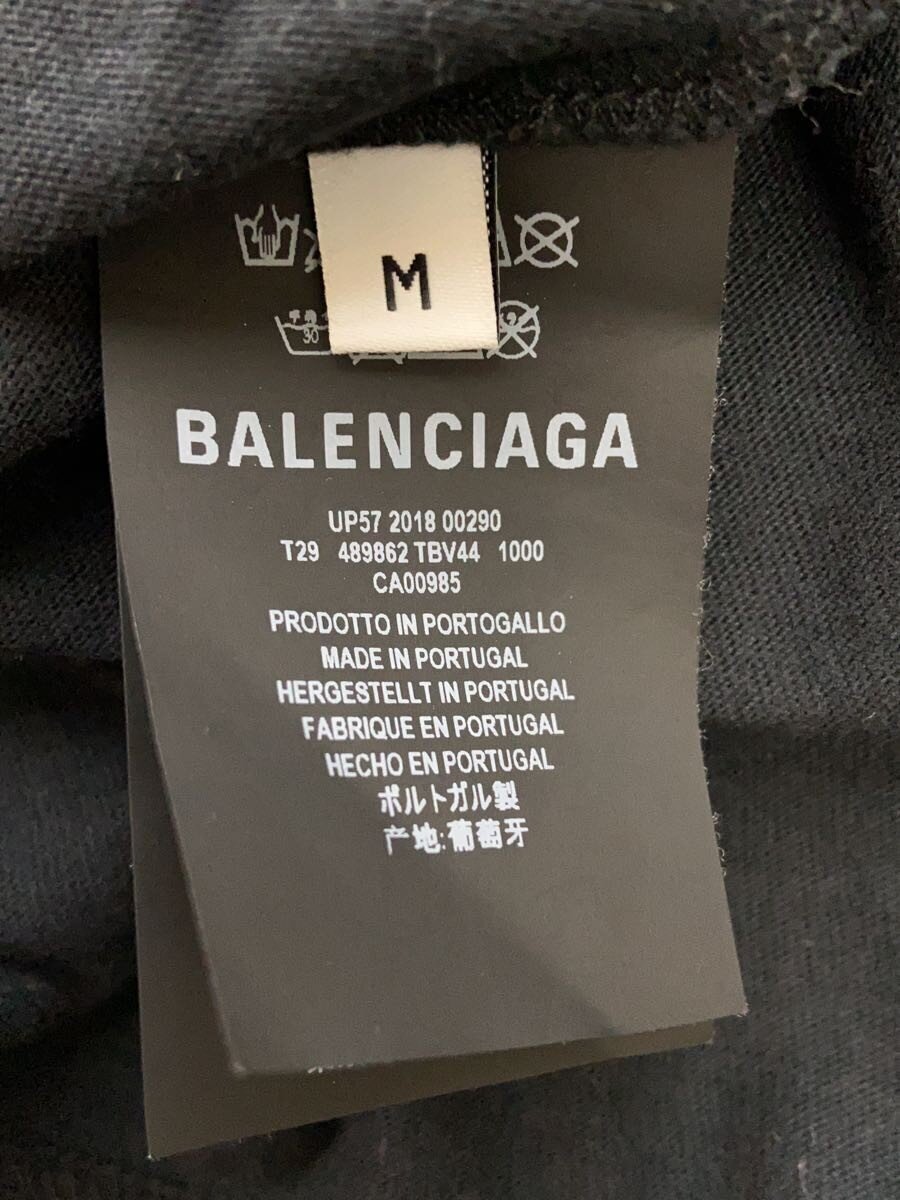 M
30
BALENCIAGA
UP57 2018 00290
T29 489862 TBV44 1000
CA00985
PRODOTTO IN PORTOGALLO
MADE IN PORTUGAL
HERGESTELLT IN PORTUGAL
FABRIQUE EN PORTUGAL
HECHO EN PORTUGAL
ポルトガル製
产地:葡萄牙